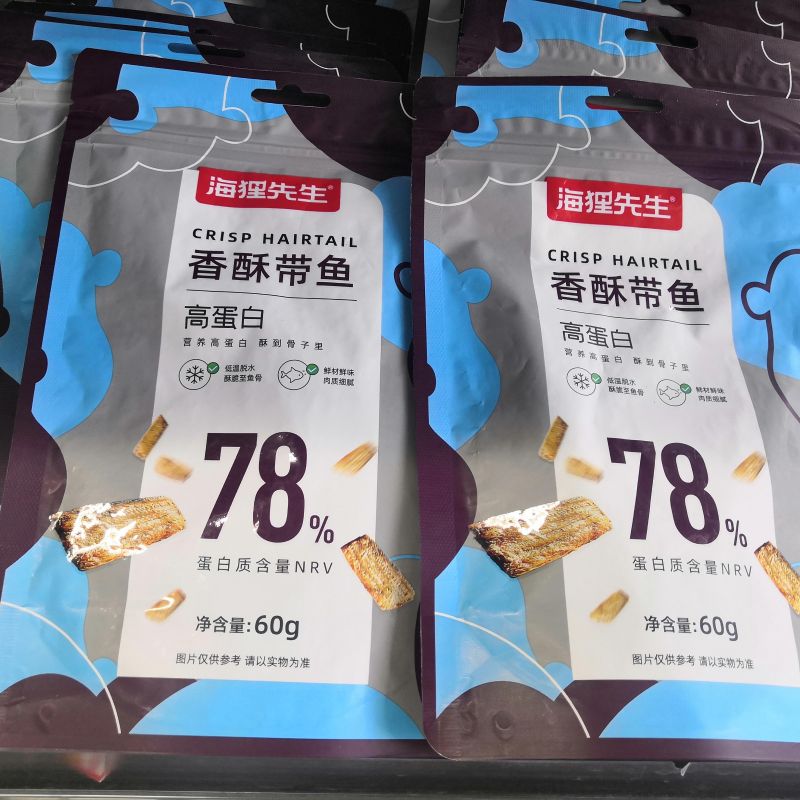 海狸先生®
CRISP HAIRTAIL
香酥带鱼
高蛋白
营养高蛋白 酥到骨子里
低温脱水
酥脆至鱼骨
鲜材鲜味
肉质细腻
78%
蛋白质含量NRV
净含量:60g
图片仅供参考 请以实物为准
海狸先生®
CRISP HAIRTAIL
香酥带鱼
高蛋白
营养高蛋白 酥到骨子里
低温脱水
酥脆至鱼骨
鲜材鲜味
肉质细腻
78%
蛋白质含量NRV
净含量:60g
图片仅供参考 请以实物为准